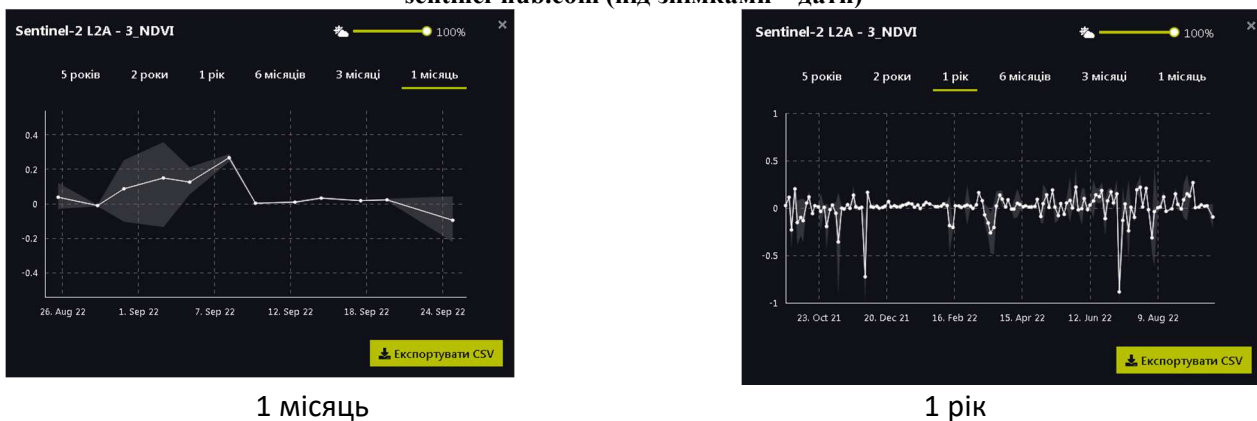 sentinel-hub.com (під знімками – дати)
Sentinel-2 L2A - 3_NDVI
100%
×
5 років 2 роки 1 рік 6 місяців 3 місяці 1 місяць
0.4
0.2
0
-0.2
-0.4
26. Aug 22 1. Sep 22 7. Sep 22 12. Sep 22 18. Sep 22 24. Sep 22
Експортувати CSV
1 місяць
Sentinel-2 L2A - 3_NDVI
100%
×
5 років 2 роки 1 рік 6 місяців 3 місяці 1 місяць
1
0.5
0
-0.5
-1
23. Oct 21 20. Dec 21 16. Feb 22 15. Apr 22 12. Jun 22 9. Aug 22
Експортувати CSV
1 рік